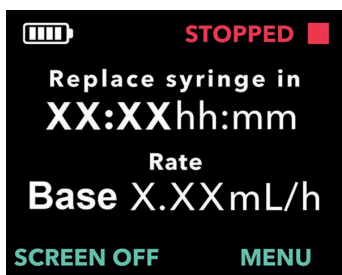 STOPPED
Replace syringe in
XX:XXhh:mm
Rate
Base X.XXmL/h
SCREEN OFF MENU